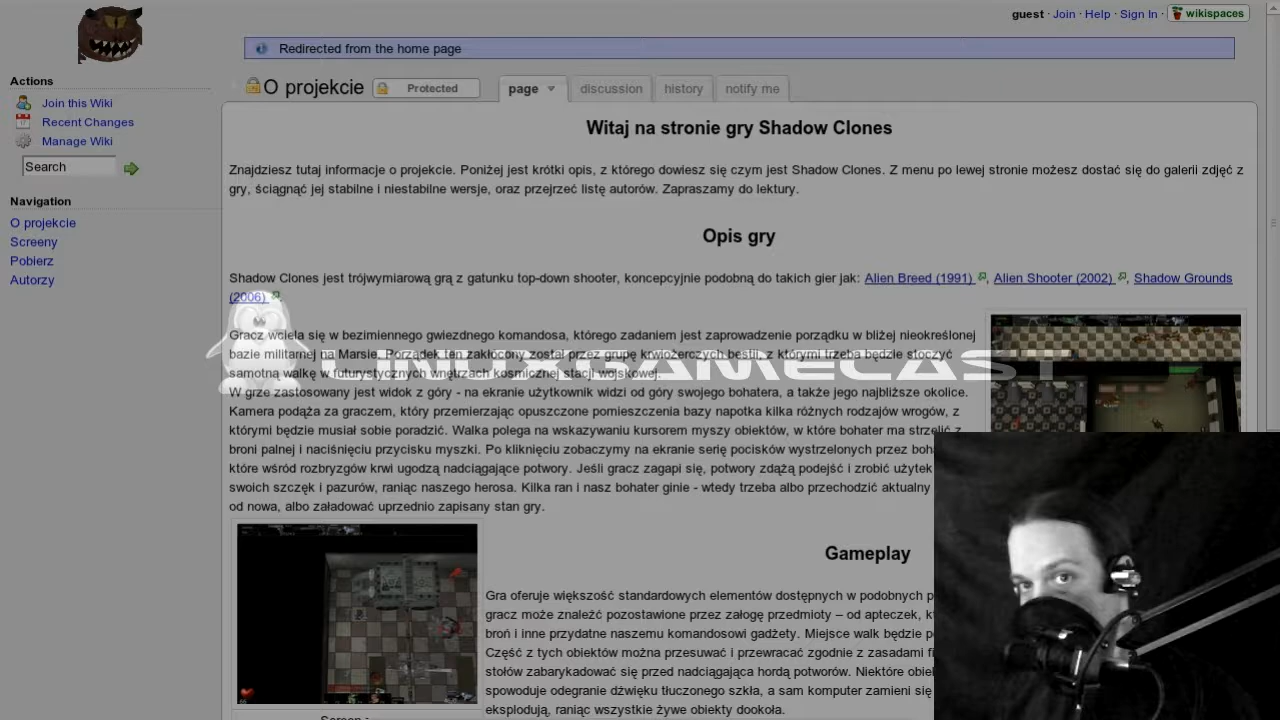 guest · Join · Help · Sign In · wikispaces
Redirected from the home page
Actions
Join this Wiki
Recent Changes
Manage Wiki
Search
Navigation
O projekcie
Screeny
Pobierz
Autorzy
O projekcie Protected page discussion history notify me
Witaj na stronie gry Shadow Clones
Znajdziesz tutaj informacje o projekcie. Poniżej jest krótki opis, z którego dowiesz się czym jest Shadow Clones. Z menu po lewej stronie możesz dostać się do galerii zdjęć z
gry, ściągnąć jej stabilne i niestabilne wersje, oraz przejrzeć listę autorów. Zapraszamy do lektury.
Opis gry
Shadow Clones jest trójwymiarową grą z gatunku top-down shooter, koncepcyjnie podobną do takich gier jak: Alien Breed (1991) , Alien Shooter (2002) , Shadow Grounds
(2006) .
Gracz wciela się w bezimiennego gwiezdnego komandosa, którego zadaniem jest zaprowadzenie porządku w bliżej nieokreślonej
bazie militarnej na Marsie. Porządek ten zakłócony został przez grupę krwiożerczych bestii, z którymi trzeba będzie stoczyć
samotną walkę w futurystycznych wnętrzach kosmicznej stacji wojskowej.
LINUXGAMECAST
W grze zastosowany jest widok z góry - na ekranie użytkownik widzi od góry swojego bohatera, a także jego najbliższe okolice.
Kamera podąża za graczem, który przemierzając opuszczone pomieszczenia bazy napotka kilka różnych rodzajów wrogów, z
którymi będzie musiał sobie poradzić. Walka polega na wskazywaniu kursorem myszy obiektów, w które bohater ma strzelić z
broni palnej i naciśnięciu przycisku myszki. Po kliknięciu zobaczymy na ekranie serię pocisków wystrzelonych przez
które wśród rozbryzgów krwi ugodzą nadciągające potwory. Jeśli gracz zagapi się, potwory zdążą podejść i zrobić użytek
swoich szczęk i pazurów, raniąc naszego herosa. Kilka ran i nasz bohater ginie - wtedy trzeba albo przechodzić aktualny
od nowa, albo załadować uprzednio zapisany stan gry.
Gameplay
Gra oferuje większość standardowych elementów dostępnych w podobnych
gracz może znaleźć pozostawione przez załogę przedmioty – od apteczek,
broń i inne przydatne naszemu komandosowi gadżety. Miejsce walk będzie
Część z tych obiektów można przesuwać i przewracać zgodnie z zasadami
stołów zabarykadować się przed nadciągająca hordą potworów. Niektóre
spowoduje odegranie dźwięku tłuczonego szkła, a sam komputer zamieni się
eksplodują, raniąc wszystkie żywe obiekty dookoła.